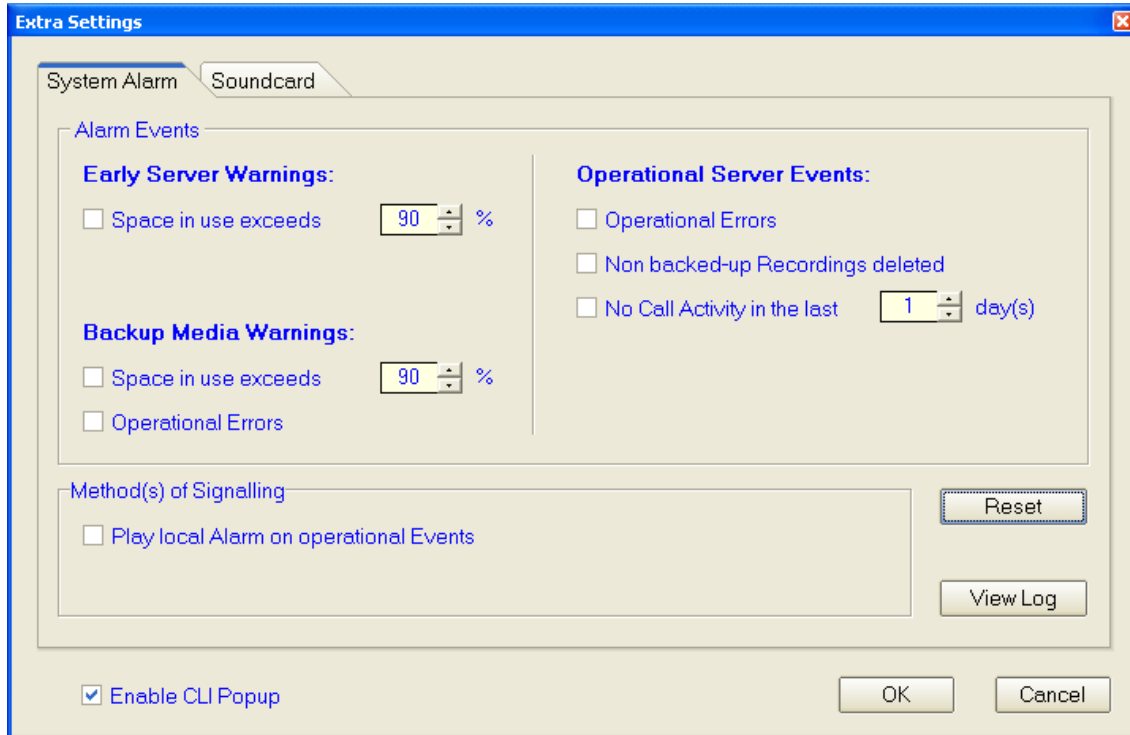 Extra Settings
System Alarm
Soundcard
Alarm Events
Early Server Warnings:
Space in use exceeds 90 %
Backup Media Warnings:
Space in use exceeds 90 %
Operational Errors
Operational Server Events:
Operational Errors
Non backed-up Recordings deleted
No Call Activity in the last 1 day(s)
Method(s) of Signalling
Play local Alarm on operational Events
Reset
View Log
Enable CLI Popup
OK
Cancel